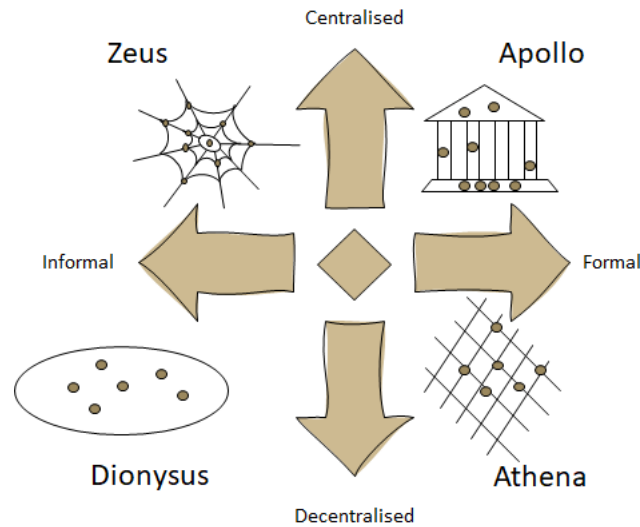 Centralised
Zeus
Apollo
Informal
Formal
Dionysus
Athena
Decentralised